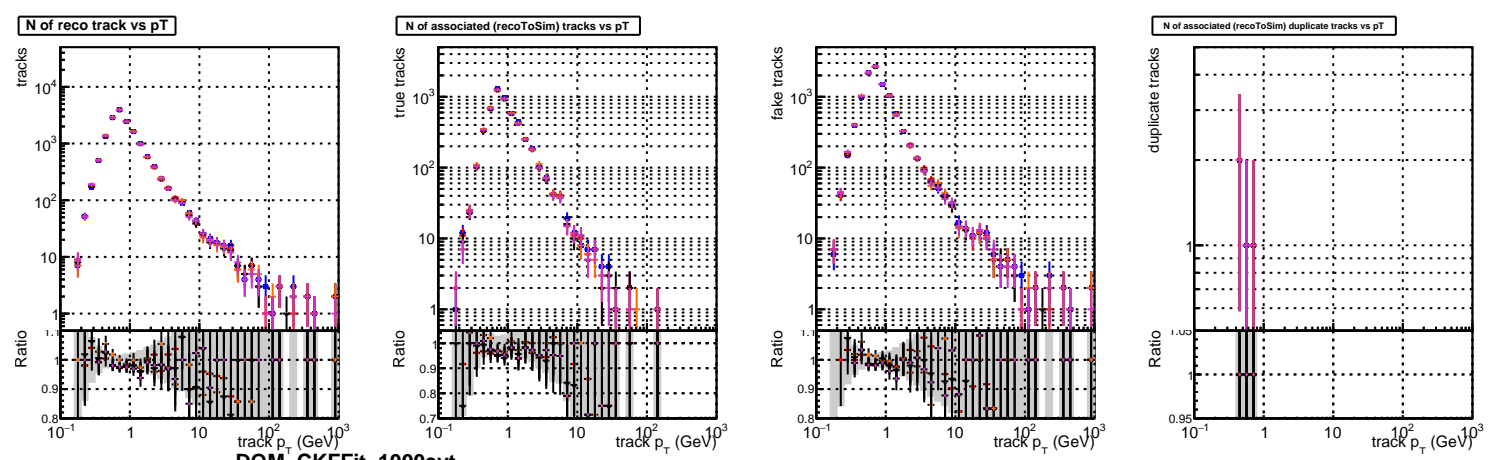 N of reco track vs pT
tracks
10^4
10^3
10^2
10
1
Ratio
1.1
1
0.9
0.8
10^−1 1 10 10^2 10^3
track p_T (GeV)
N of associated (recoToSim) tracks vs pT
true tracks
10^3
10^2
10
1
Ratio
1
0.9
0.8
0.7
10^−1 1 10 10^2 10^3
track p_T (GeV)
fake tracks
10^3
10^2
10
1
Ratio
1.1
1
0.9
0.8
10^−1 1 10 10^2 10^3
track p_T (GeV)
N of associated (recoToSim) duplicate tracks vs pT
duplicate tracks
1
Ratio
1.05
1
0.95
10^−1 1 10 10^2 10^3
track p_T (GeV)